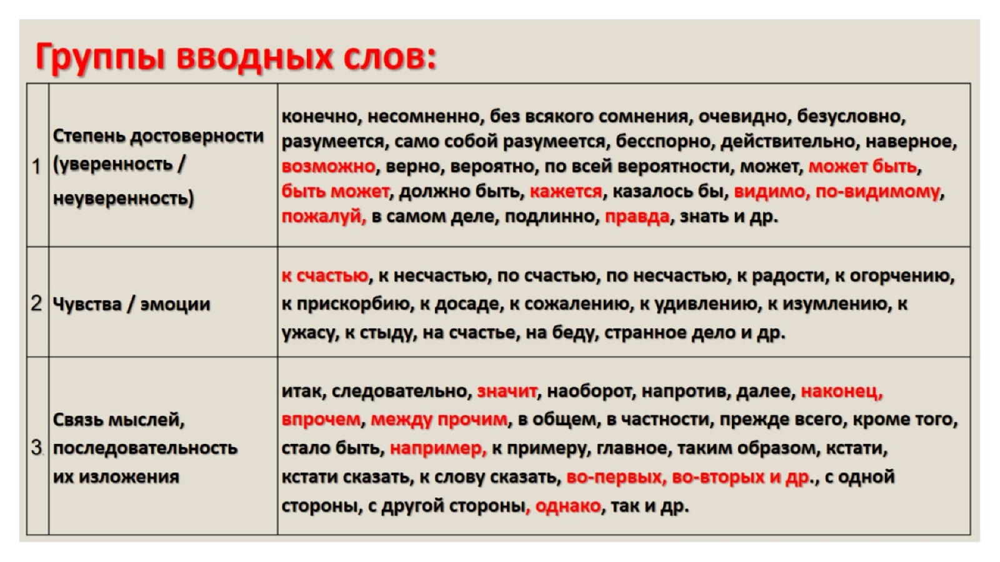 Группы вводных слов:
1
Степень достоверности
(уверенность /
неуверенность)
конечно, несомненно, без всякого сомнения, очевидно, безусловно,
разумеется, само собой разумеется, бесспорно, действительно, наверное,
возможно, верно, вероятно, по всей вероятности, может, может быть,
быть может, должно быть, кажется, казалось бы, видимо, по-видимому,
пожалуй, в самом деле, подлинно, правда, знать и др.
2
Чувства / эмоции
к счастью, к несчастью, по счастью, по несчастью, к радости, к огорчению,
к прискорбию, к досаде, к сожалению, к удивлению, к изумлению, к
ужасу, к стыду, на счастье, на беду, странное дело и др.
3.
Связь мыслей,
последовательность
их изложения
итак, следовательно, значит, наоборот, напротив, далее, наконец,
впрочем, между прочим, в общем, в частности, прежде всего, кроме того,
стало быть, например, к примеру, главное, таким образом, кстати,
кстати сказать, к слову сказать, во-первых, во-вторых и др., с одной
стороны, с другой стороны, однако, так и др.